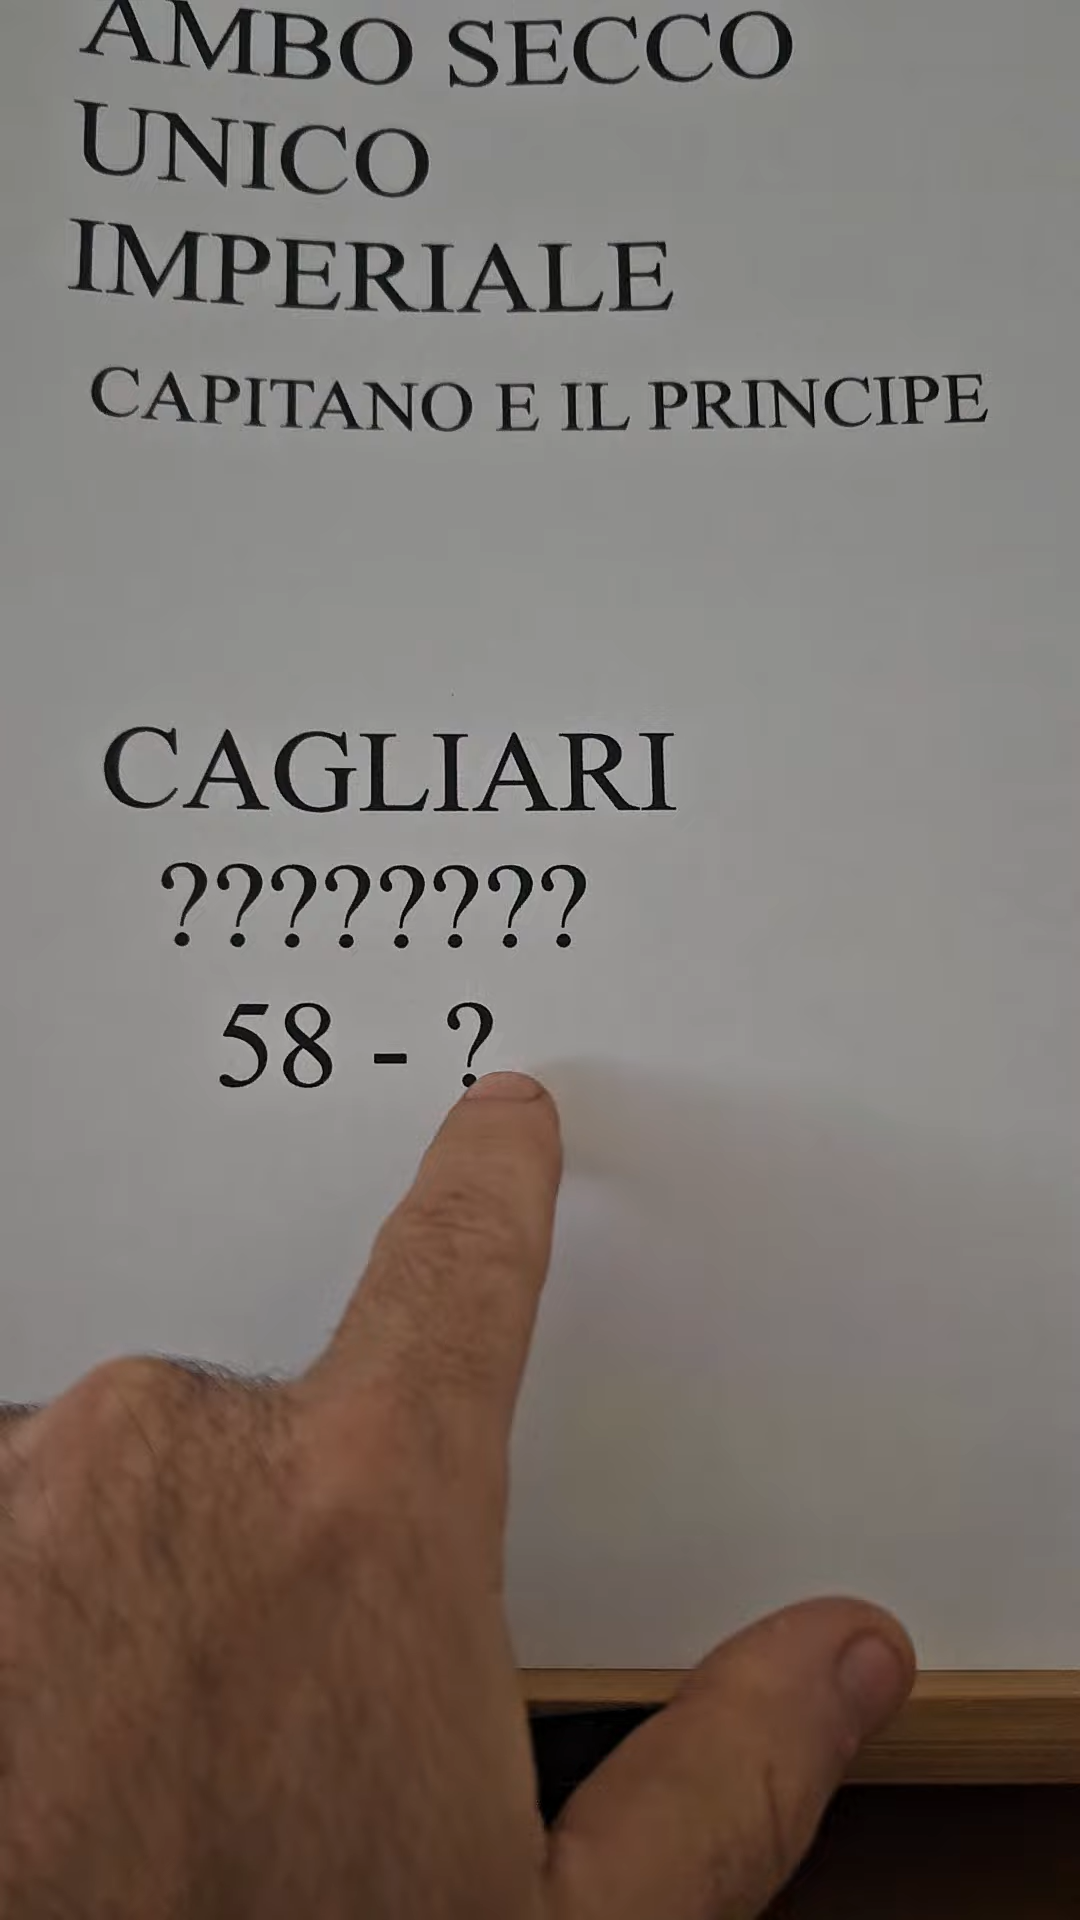 AMBO SECCO
UNICO
IMPERIALE
CAPITANO E IL PRINCIPE
CAGLIARI
????????
58 - ?